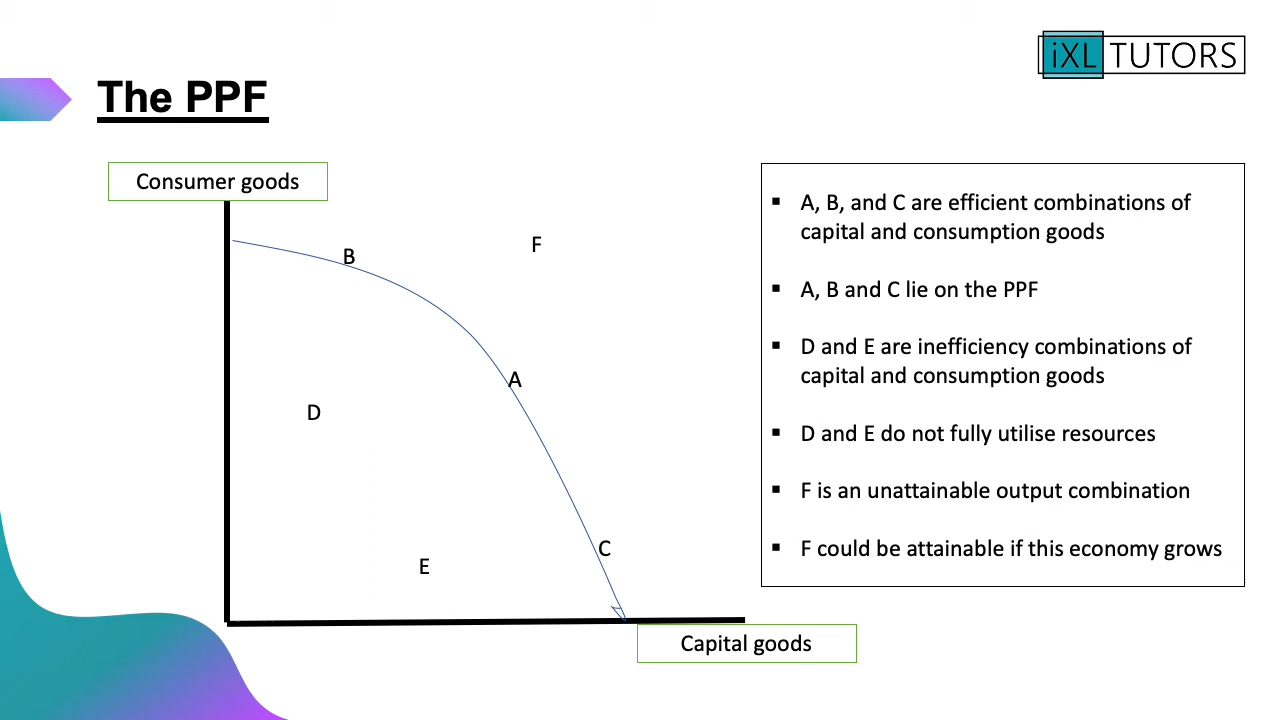 iXL TUTORS
The PPF
Consumer goods
B
F
A
D
C
E
Capital goods
▪ A, B, and C are efficient combinations of
capital and consumption goods
▪ A, B and C lie on the PPF
▪ D and E are inefficiency combinations of
capital and consumption goods
▪ D and E do not fully utilise resources
▪ F is an unattainable output combination
▪ F could be attainable if this economy grows